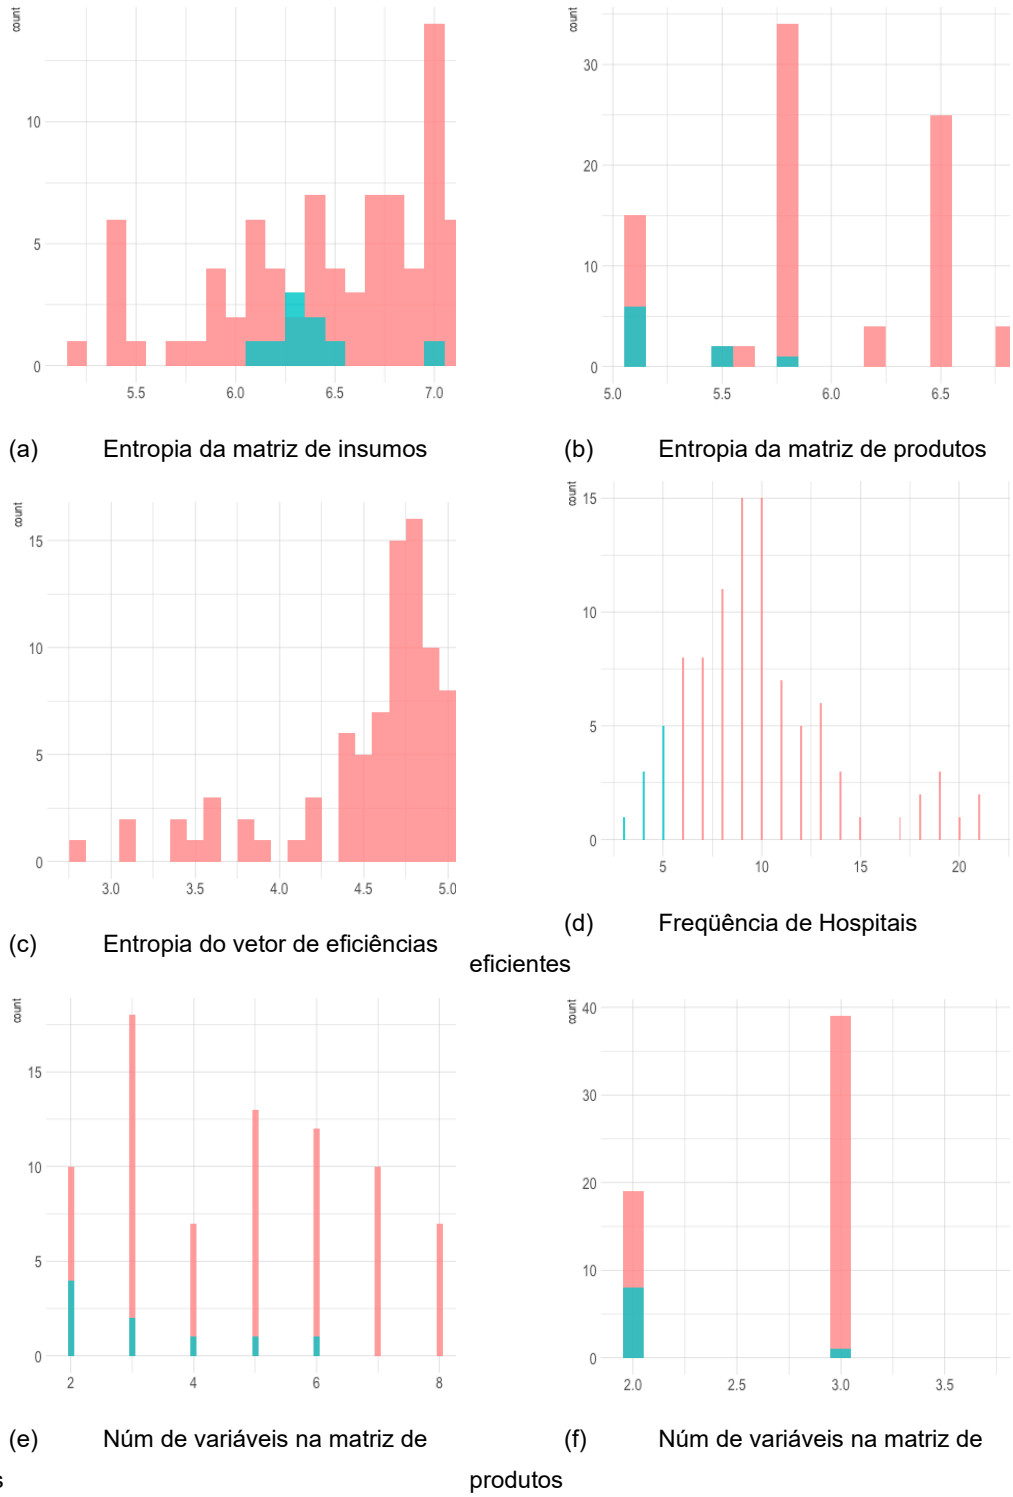 count
10
5
0
5.5 6.0 6.5 7.0
(a) Entropia da matriz de insumos
count
30
20
10
0
5.0 5.5 6.0 6.5
(b) Entropia da matriz de produtos
count
15
10
5
0
3.0 3.5 4.0 4.5 5.0
(c) Entropia do vetor de eficiências
count
15
10
5
0
5 10 15 20
(d) Freqüência de Hospitais
eficientes
count
15
10
5
0
2 4 6 8
(e) Núm de variáveis na matriz de
s
count
40
30
20
10
0
2.0 2.5 3.0 3.5
(f) Núm de variáveis na matriz de
produtos